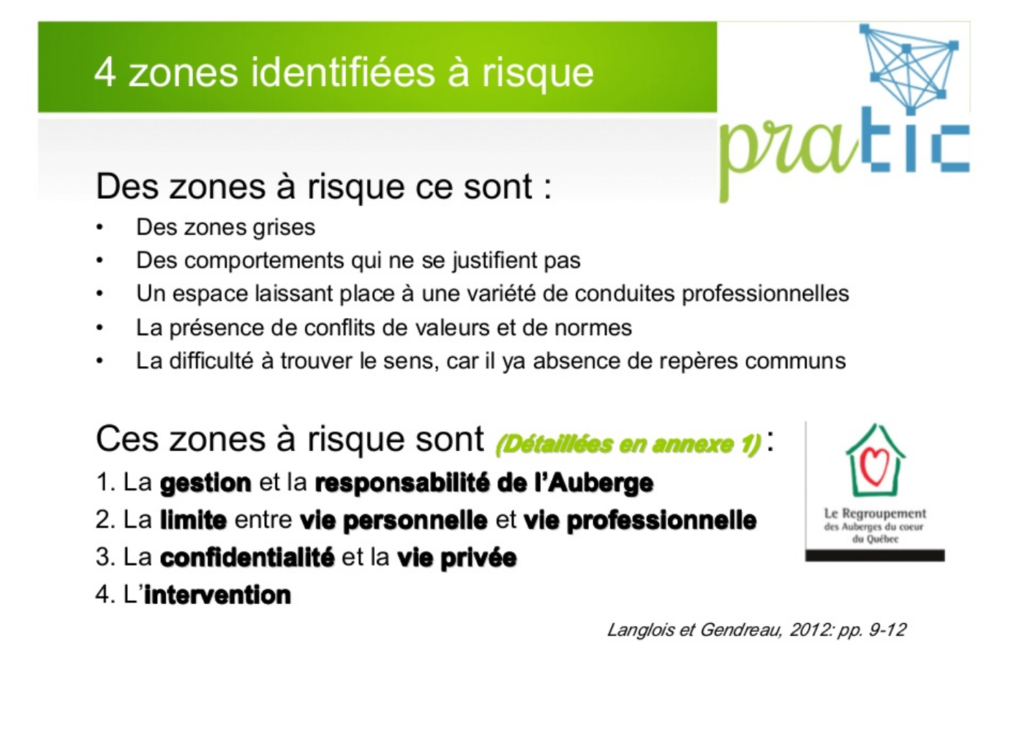 4 zones identifiées à risque
pratic
Des zones à risque ce sont :
• Des zones grises
• Des comportements qui ne se justifient pas
• Un espace laissant place à une variété de conduites professionnelles
• La présence de conflits de valeurs et de normes
• La difficulté à trouver le sens, car il ya absence de repères communs
Ces zones à risque sont (Détaillées en annexe 1) :
1. La gestion et la responsabilité de l'Auberge
2. La limite entre vie personnelle et vie professionnelle
3. La confidentialité et la vie privée
4. L'intervention
Le Regroupement
des Auberges du coeur
du Québec
Langlois et Gendreau, 2012: pp. 9-12